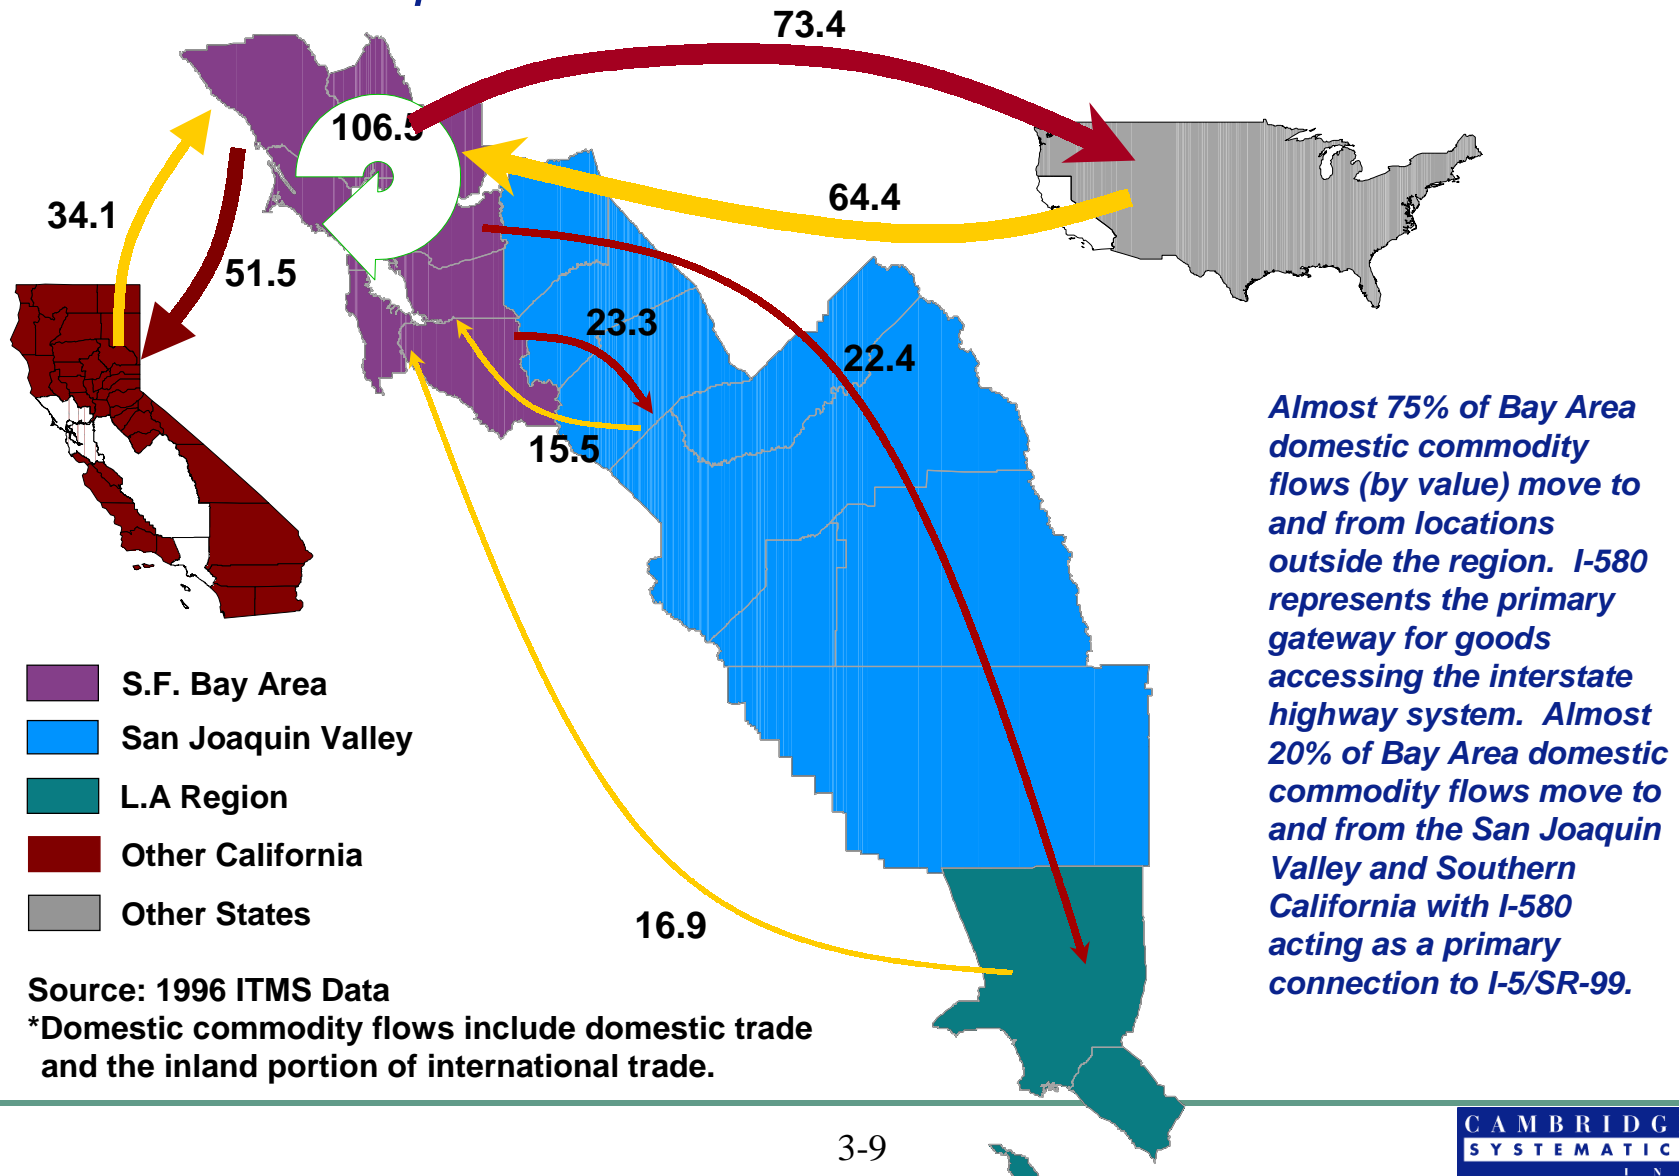 73.4
106.5
64.4
34.1
51.5
23.3
22.4
15.5
16.9
Almost 75% of Bay Area
domestic commodity
flows (by value) move to
and from locations
outside the region.  I-580
represents the primary
gateway for goods
accessing the interstate
highway system.  Almost
20% of Bay Area domestic
commodity flows move to
and from the San Joaquin
Valley and Southern
California with I-580
acting as a primary
connection to I-5/SR-99.
S.F. Bay Area
San Joaquin Valley
L.A Region
Other California
Other States
Source: 1996 ITMS Data
*Domestic commodity flows include domestic trade
and the inland portion of international trade.
3-9
CAMBRIDG
SYSTEMATIC